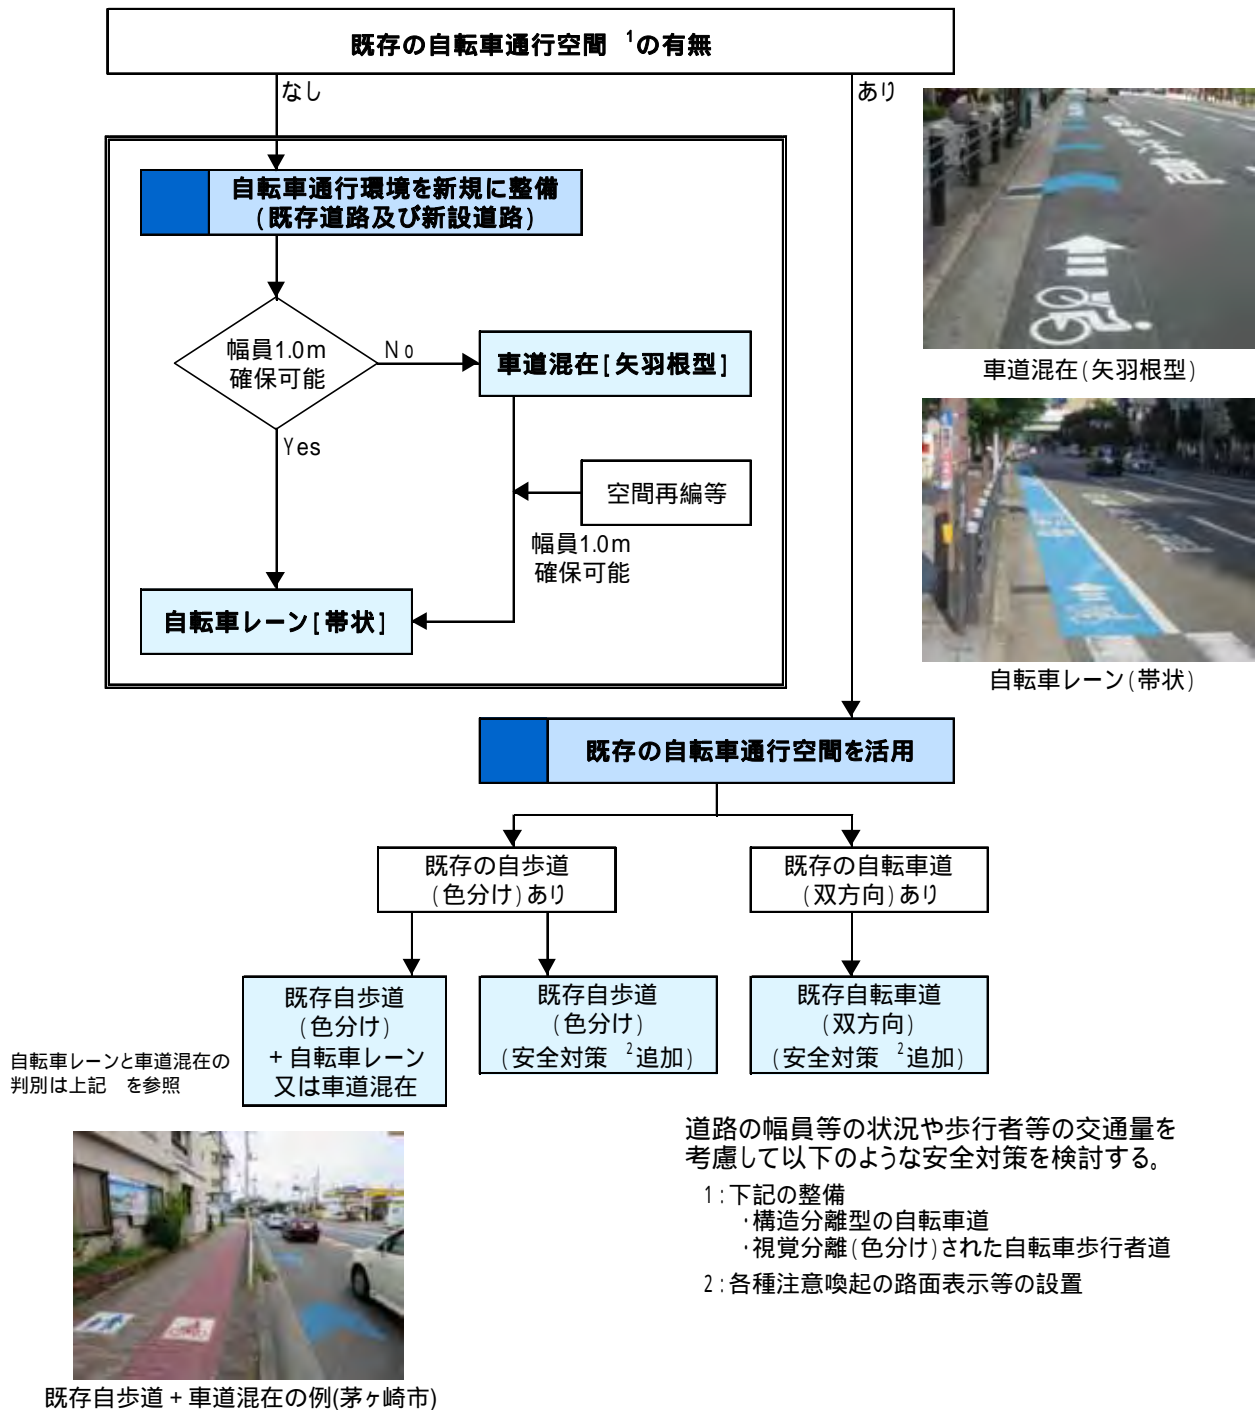 既存の自転車通行空間 1の有無
なし
あり
自転車通行環境を新規に整備
(既存道路及び新設道路)
幅員1.0m
確保可能
No
車道混在[矢羽根型]
Yes
空間再編等
幅員1.0m
確保可能
自転車レーン[帯状]
車道混在(矢羽根型)
自転車レーン(帯状)
既存の自転車通行空間を活用
既存の自歩道
(色分け)あり
既存の自転車道
(双方向)あり
既存自歩道
(色分け)
+自転車レーン
又は車道混在
既存自歩道
(色分け)
(安全対策 2追加)
既存自転車道
(双方向)
(安全対策 2追加)
自転車レーンと車道混在の
判別は上記 を参照
道路の幅員等の状況や歩行者等の交通量を
考慮して以下のような安全対策を検討する。
1:下記の整備
・構造分離型の自転車道
・視覚分離(色分け)された自転車歩行者道
2:各種注意喚起の路面表示等の設置
既存自歩道+車道混在の例(茅ヶ崎市)